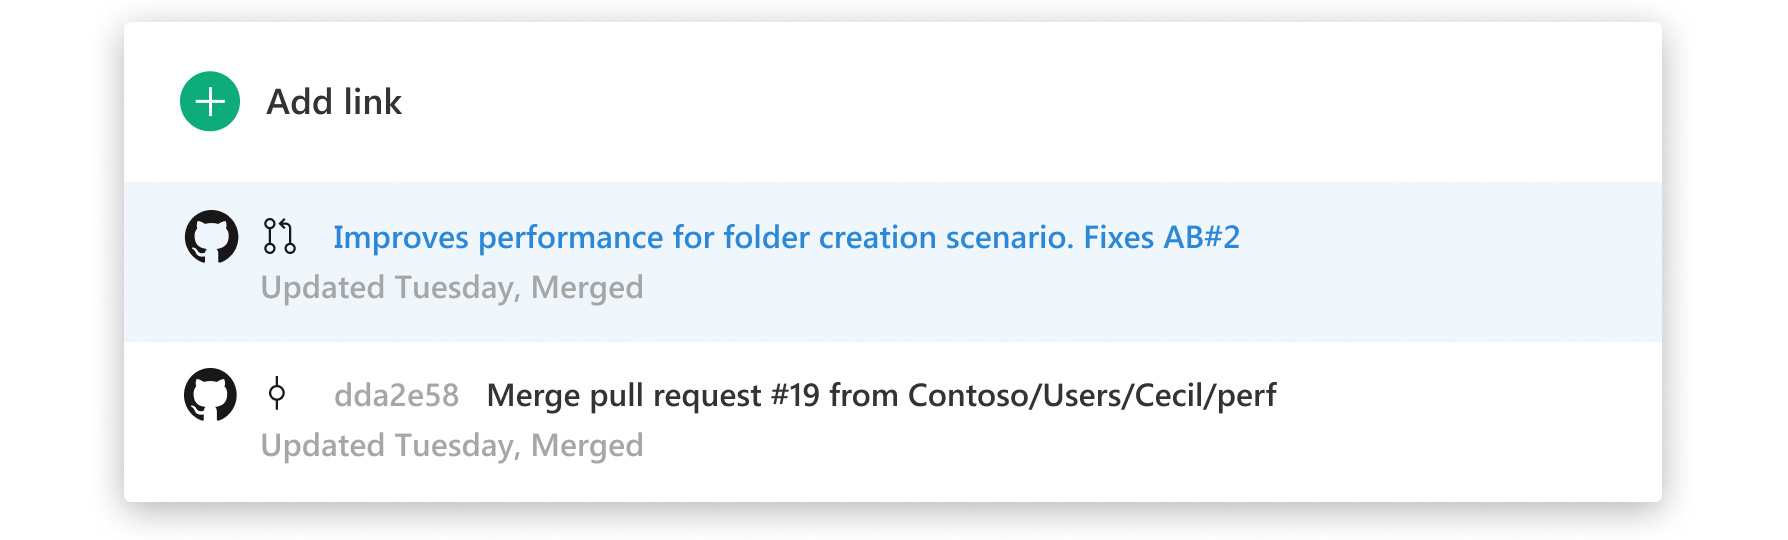 Add link
Improves performance for folder creation scenario. Fixes AB#2
Updated Tuesday, Merged
dda2e58 Merge pull request #19 from Contoso/Users/Cecil/perf
Updated Tuesday, Merged